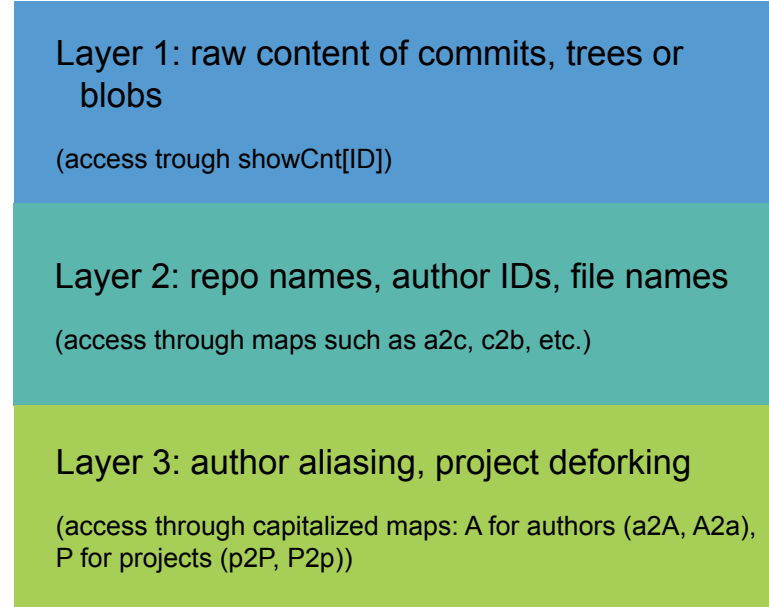 Layer 1: raw content of commits, trees or
blobs
(access trough showCnt[ID])
Layer 2: repo names, author IDs, file names
(access through maps such as a2c, c2b, etc.)
Layer 3: author aliasing, project deforking
(access through capitalized maps: A for authors (a2A, A2a),
P for projects (p2P, P2p))